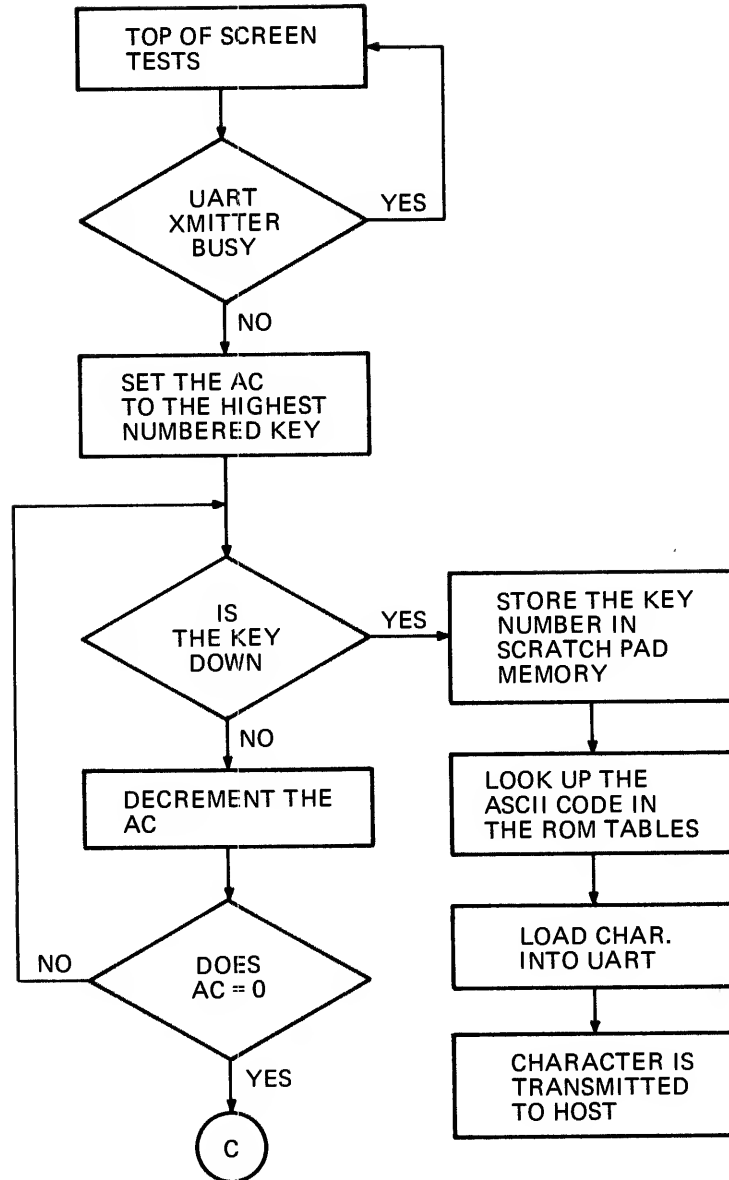 TOP OF SCREEN
TESTS
UART
XMITTER
BUSY
YES
NO
SET THE AC
TO THE HIGHEST
NUMBERED KEY
IS
THE KEY
DOWN
YES
NO
STORE THE KEY
NUMBER IN
SCRATCH PAD
MEMORY
DECREMENT THE
AC
LOOK UP THE
ASCII CODE IN
THE ROM TABLES
DOES
AC = 0
NO
YES
LOAD CHAR.
INTO UART
CHARACTER IS
TRANSMITTED
TO HOST
C